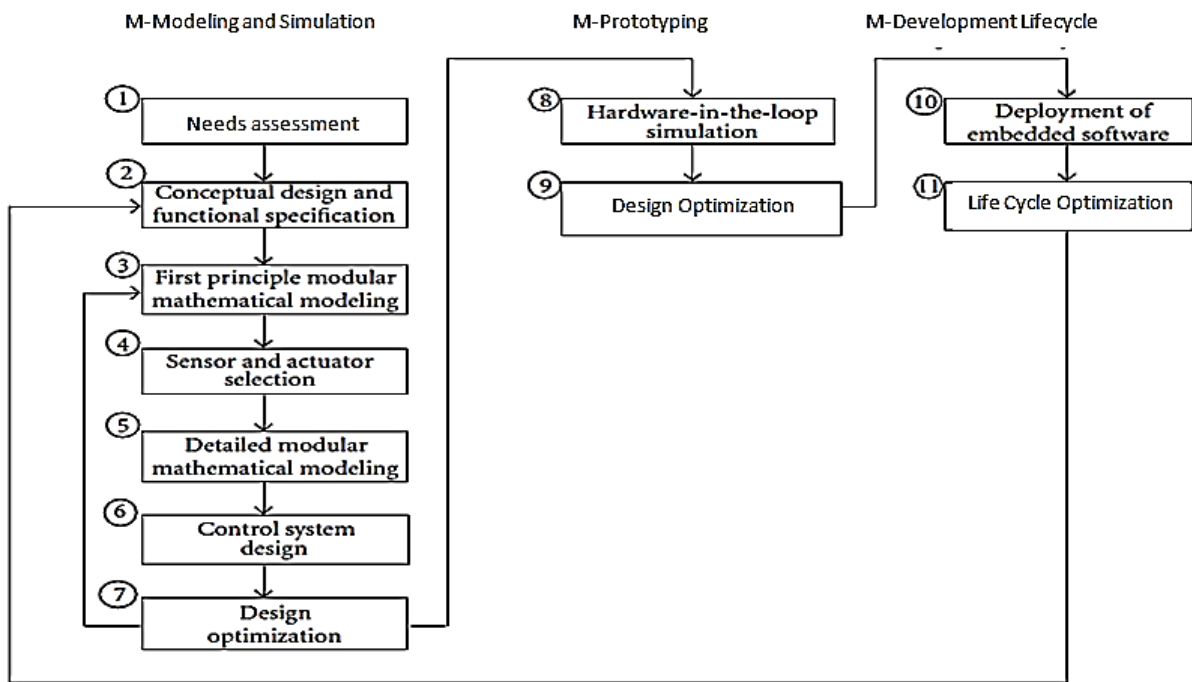 M-Modeling and Simulation
M-Prototyping
M-Development Lifecycle
1
Needs assessment
2
Conceptual design and
functional specification
3
First principle modular
mathematical modeling
4
Sensor and actuator
selection
5
Detailed modular
mathematical modeling
6
Control system
design
7
Design
optimization
8
Hardware-in-the-loop
simulation
9
Design Optimization
10
Deployment of
embedded software
11
Life Cycle Optimization